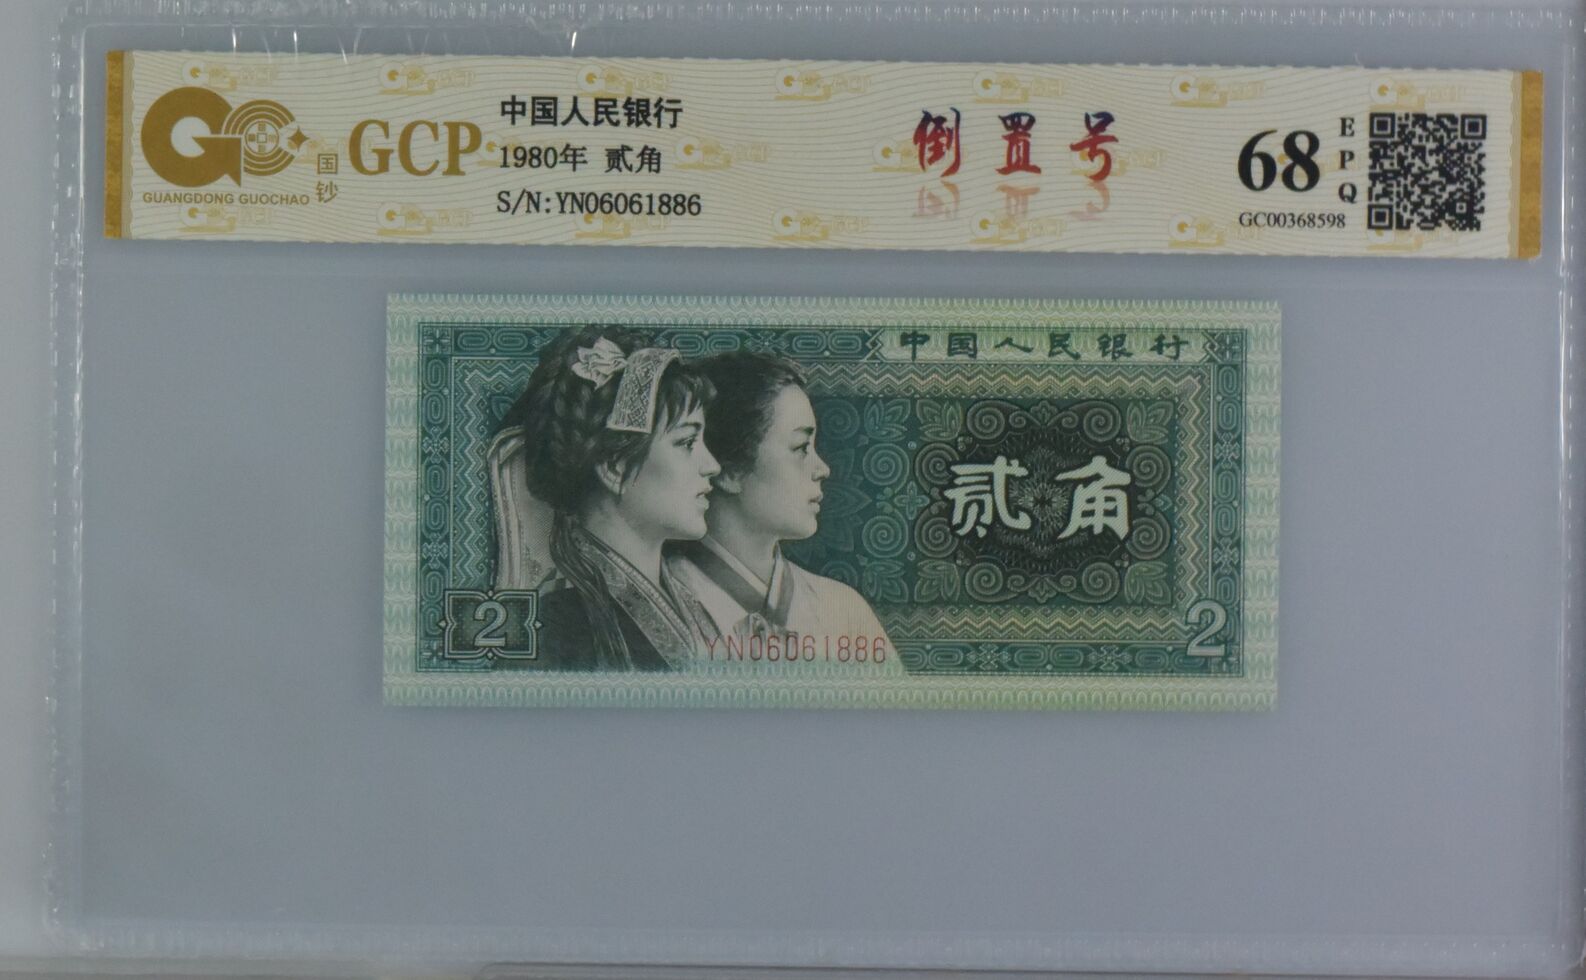 GCP
国钞
GUANGDONG GUOCHAO
中国人民银行
1980年 贰角
S/N:YN06061886
倒置号
68
EPQ
GC00368598
中国人民银行
贰角
2
YN06061886
2